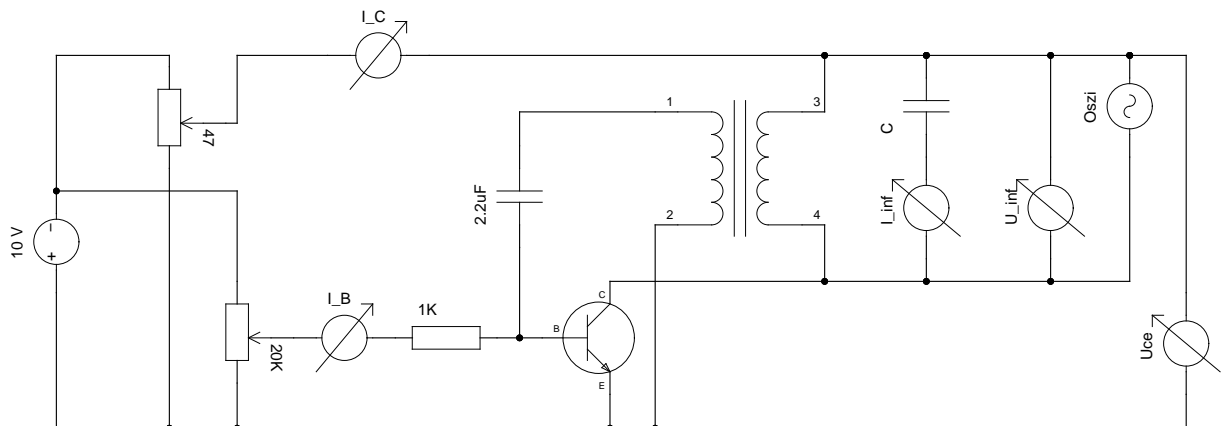 I_C
1
3
47
2.2uF
C
Oszi
2
4
I_inf
U_inf
−
10 V
+
I_B
1K
C
B
20K
E
Uce